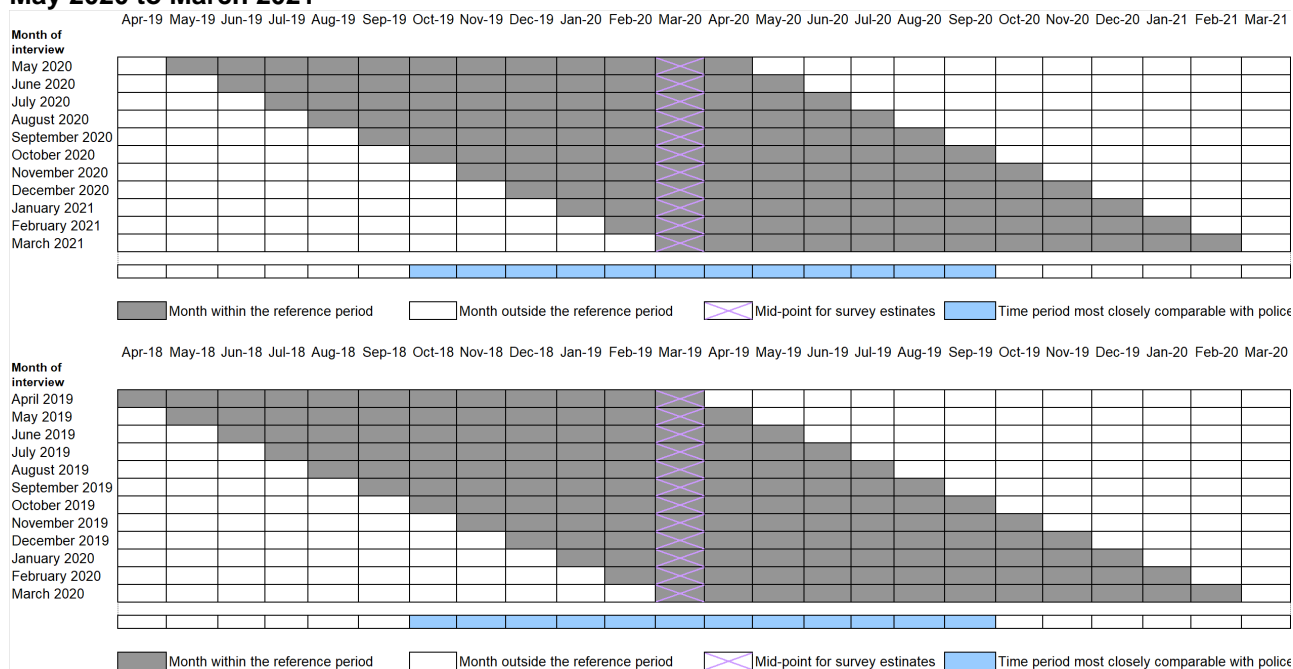 May 2020 to March 2021
Apr-19 May-19 Jun-19 Jul-19 Aug-19 Sep-19 Oct-19 Nov-19 Dec-19 Jan-20 Feb-20 Mar-20 Apr-20 May-20 Jun-20 Jul-20 Aug-20 Sep-20 Oct-20 Nov-20 Dec-20 Jan-21 Feb-21 Mar-21
Month of
interview
May 2020
June 2020
July 2020
August 2020
September 2020
October 2020
November 2020
December 2020
January 2021
February 2021
March 2021
Month within the reference period Month outside the reference period Mid-point for survey estimates Time period most closely comparable with police
Apr-18 May-18 Jun-18 Jul-18 Aug-18 Sep-18 Oct-18 Nov-18 Dec-18 Jan-19 Feb-19 Mar-19 Apr-19 May-19 Jun-19 Jul-19 Aug-19 Sep-19 Oct-19 Nov-19 Dec-19 Jan-20 Feb-20 Mar-20
Month of
interview
April 2019
May 2019
June 2019
July 2019
August 2019
September 2019
October 2019
November 2019
December 2019
January 2020
February 2020
March 2020
Month within the reference period Month outside the reference period Mid-point for survey estimates Time period most closely comparable with police